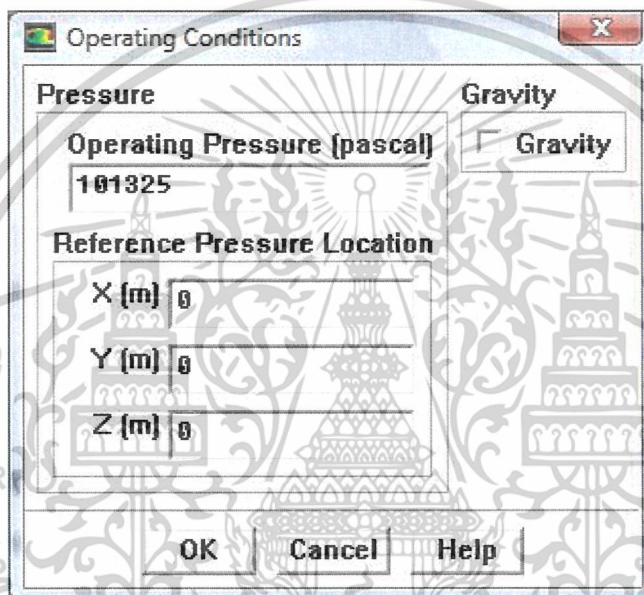 Operating Conditions
Pressure
Gravity
Operating Pressure (pascal)
Gravity
101325
Reference Pressure Location
X (m) 0
Y (m) 0
Z (m) 0
OK Cancel Help